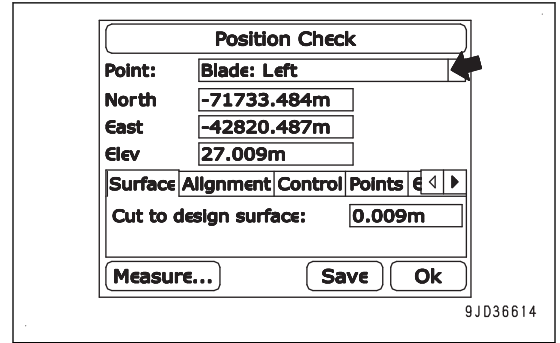 Position Check
Point: Blade: Left
North -71733.484m
East -42820.487m
Elev 27.009m
Surface Alignment Control Points E
Cut to design surface: 0.009m
Measure... Save Ok
9JD36614